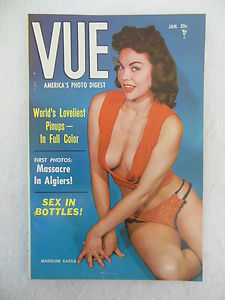 VUE
JAN. 35c
AMERICA'S PHOTO DIGEST
World's Loveliest
Pinups—
In Full Color
FIRST PHOTOS:
Massacre
In Algiers!
SEX IN
BOTTLES!
MADELINE CASTLE